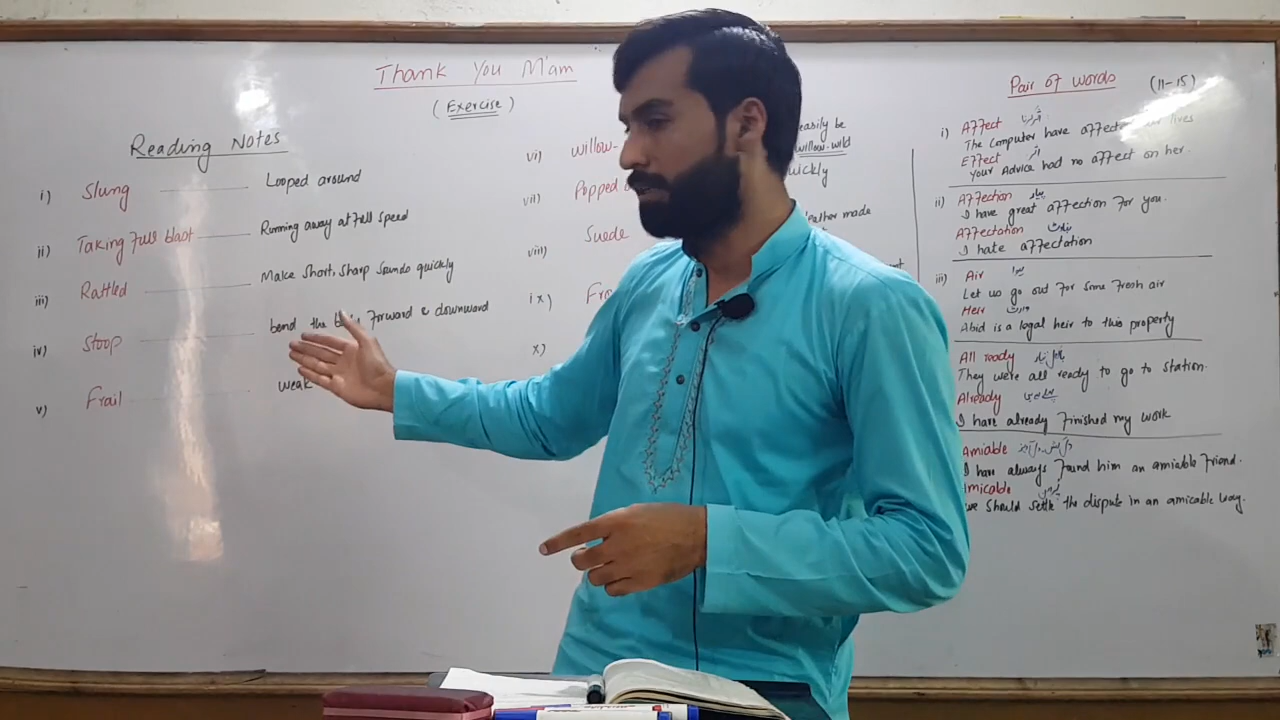 Thank You M'am
(Exercise)
Reading Notes
i) Slung Looped around
ii) Taking full blast Running away at full speed
iii) Rattled Make short, sharp sounds quickly
iv) Stoop bend the forward & downward
v) Frail weak
vi) willow- easily be
willow-wild
vii) Popped
viii) Suede leather made
ix)
x)
Pair of words (11-15)
i) Affect
The computer have lives
Effect اثر
Your Advice had no affect on her.
ii) Affection پیار
I have great affection for you.
Affectation بناوٹ
I hate affectation
iii) Air ہوا
Let us go out for some fresh air
Heir وارث
Abid is a legal heir to this property
All ready
They were all ready to go to station.
Already
I have already finished my work
Amiable
I have always found him an amiable friend.
Amicable
we should settle the dispute in an amicable way.